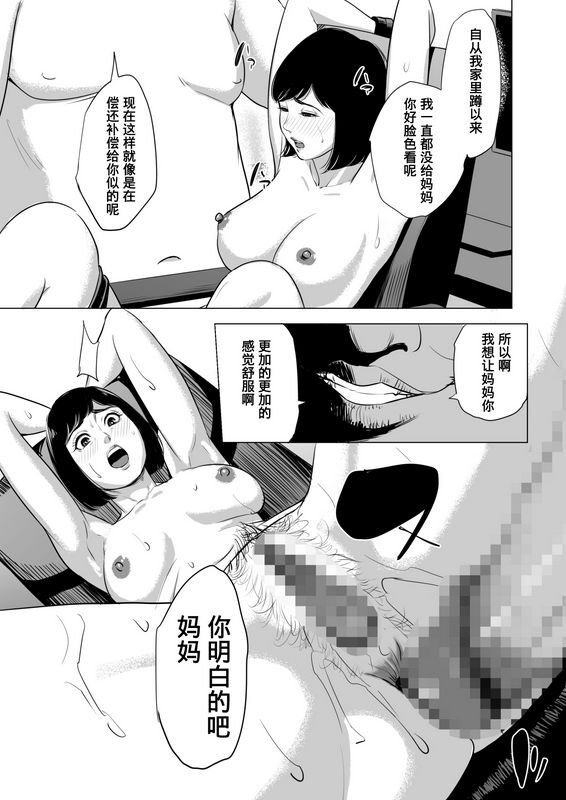 自从我家里蹲以来
我一直都没给妈妈
你好脸色看呢
现在这样就像是在
偿还补偿给你似的呢
所以啊
我想让妈妈你
更加的更加的
感觉舒服啊
你明白的吧
妈妈